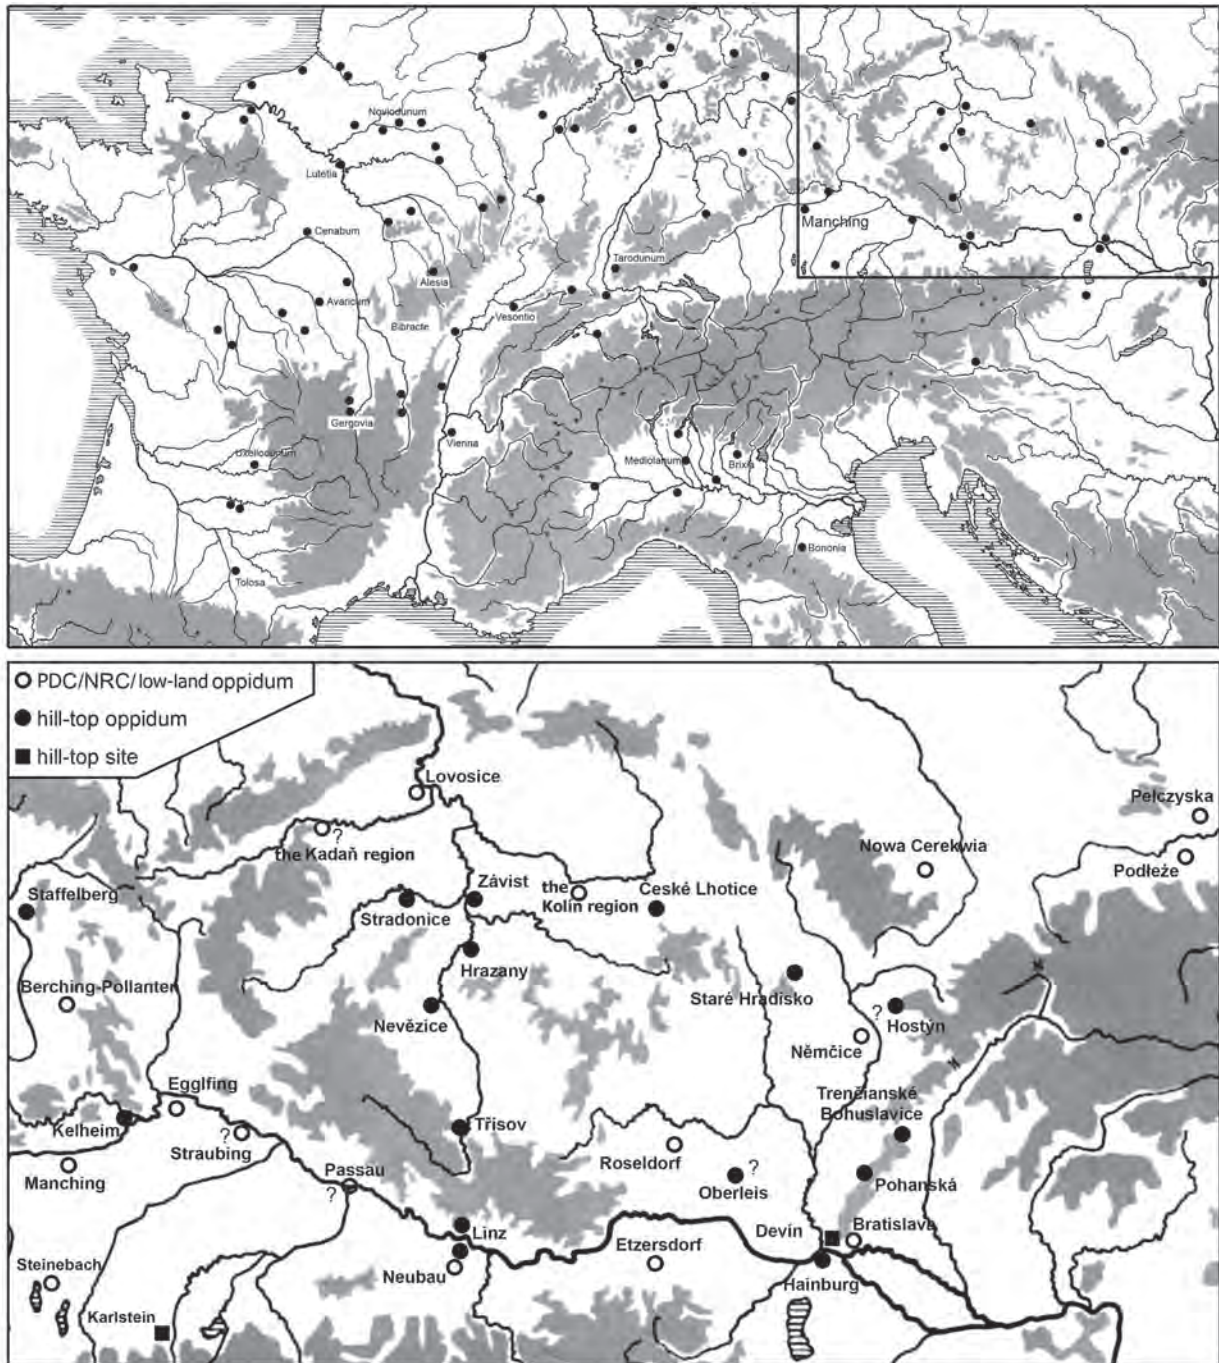 Noviodunum
Lutetia
Cenabum
Manching
Tarodunum
Alesia
Avaricum
Vesontio
Bibracte
Gergovia
Vienna
Uxellodunum
Mediolanum
Brixia
Bononia
Tolosa
PDC/NRC/low-land oppidum
hill-top oppidum
hill-top site
Lovosice
Pełczyska
?
the Kadaň region
Nowa Cerekwia
Podłeże
Staffelberg
Závist
the
Kolín region
České Lhotice
Stradonice
Hrazany
Berching-Pollanten
Staré Hradisko
Nevězice
?
Hostýn
Němčice
Egglfing
Trenčianské
Bohuslavice
Kelheim
Třísov
?
Straubing
Roseldorf
Manching
Passau
?
?
Oberleis
Pohanská
Devín
Bratislava
Linz
Etzersdorf
Steinebach
Neubau
Hainburg
Karlstein